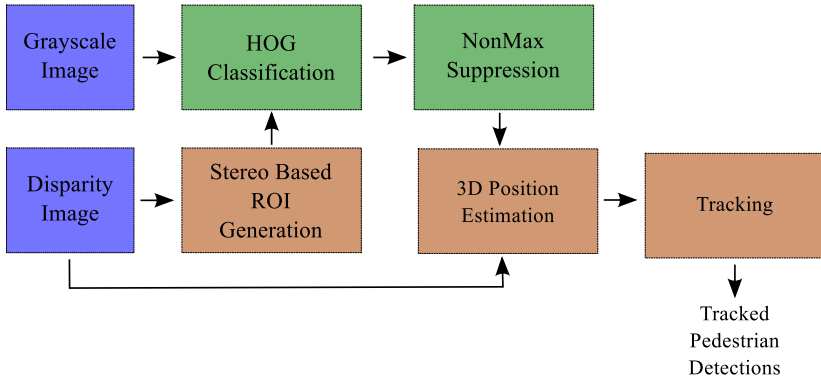 Grayscale
Image
HOG
Classification
NonMax
Suppression
Disparity
Image
Stereo Based
ROI
Generation
3D Position
Estimation
Tracking
Tracked
Pedestrian
Detections